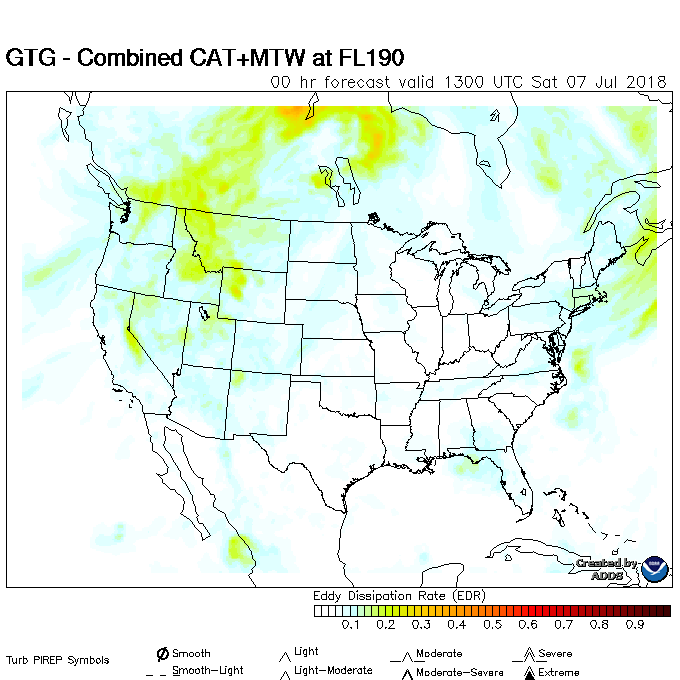 GTG - Combined CAT+MTW at FL190
00 hr forecast valid 1300 UTC Sat 07 Jul 2018
Created by
ADDS
Eddy Dissipation Rate (EDR)
0.1 0.2 0.3 0.4 0.5 0.6 0.7 0.8 0.9
Turb PIREP Symbols
Smooth Light Moderate Severe
Smooth-Light Light-Moderate Moderate-Severe Extreme